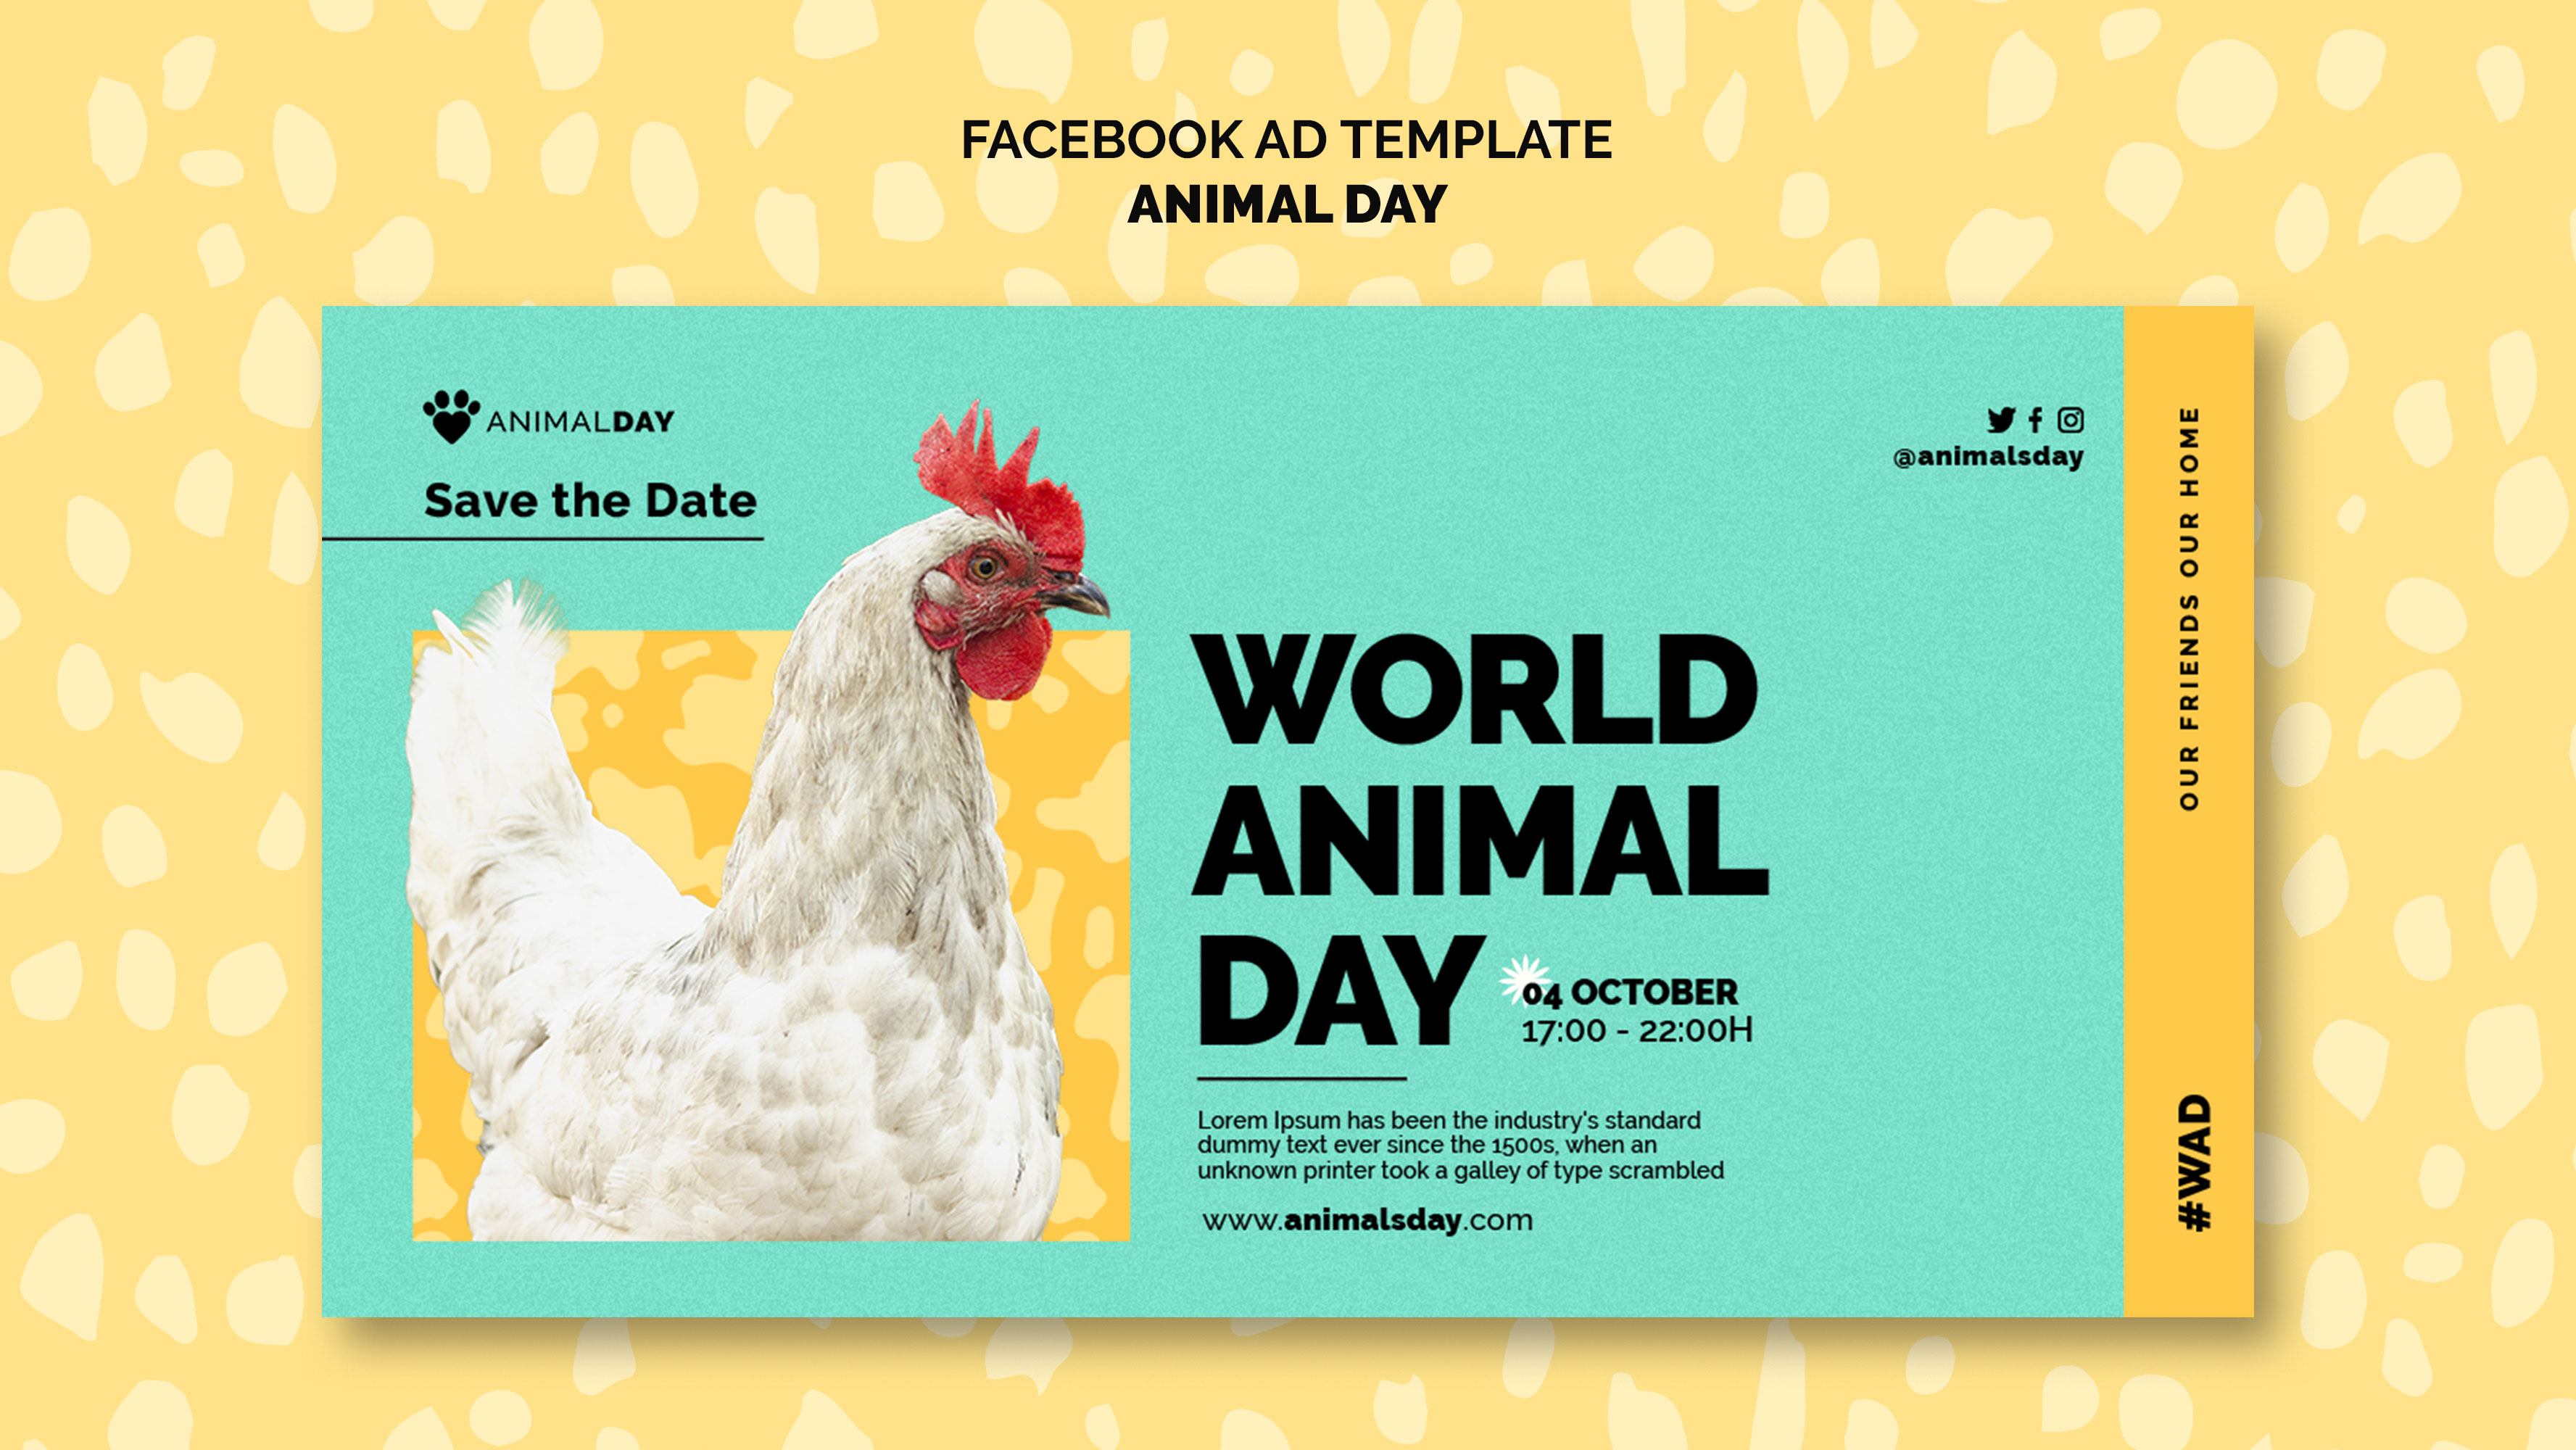 FACEBOOK AD TEMPLATE
ANIMAL DAY
ANIMALDAY
Save the Date
@animalsday
WORLD
ANIMAL
DAY
04 OCTOBER
17:00 - 22:00H
Lorem Ipsum has been the industry's standard
dummy text ever since the 1500s, when an
unknown printer took a galley of type scrambled
www.animalsday.com
OUR FRIENDS OUR HOME
#WAD